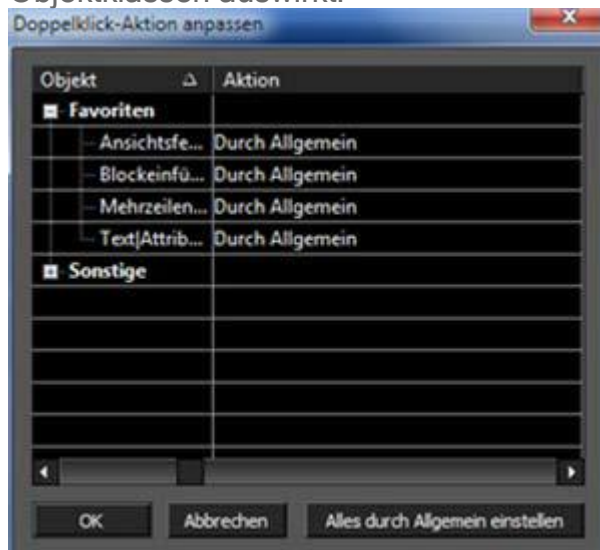 Objektklassen auswirkt.
Doppelklick-Aktion anpassen
Objekt Aktion
Favoriten
Ansichtsfe... Durch Allgemein
Blockeinfü... Durch Allgemein
Mehrzeilen... Durch Allgemein
Text|Attrib... Durch Allgemein
Sonstige
OK Abbrechen Alles durch Allgemein einstellen